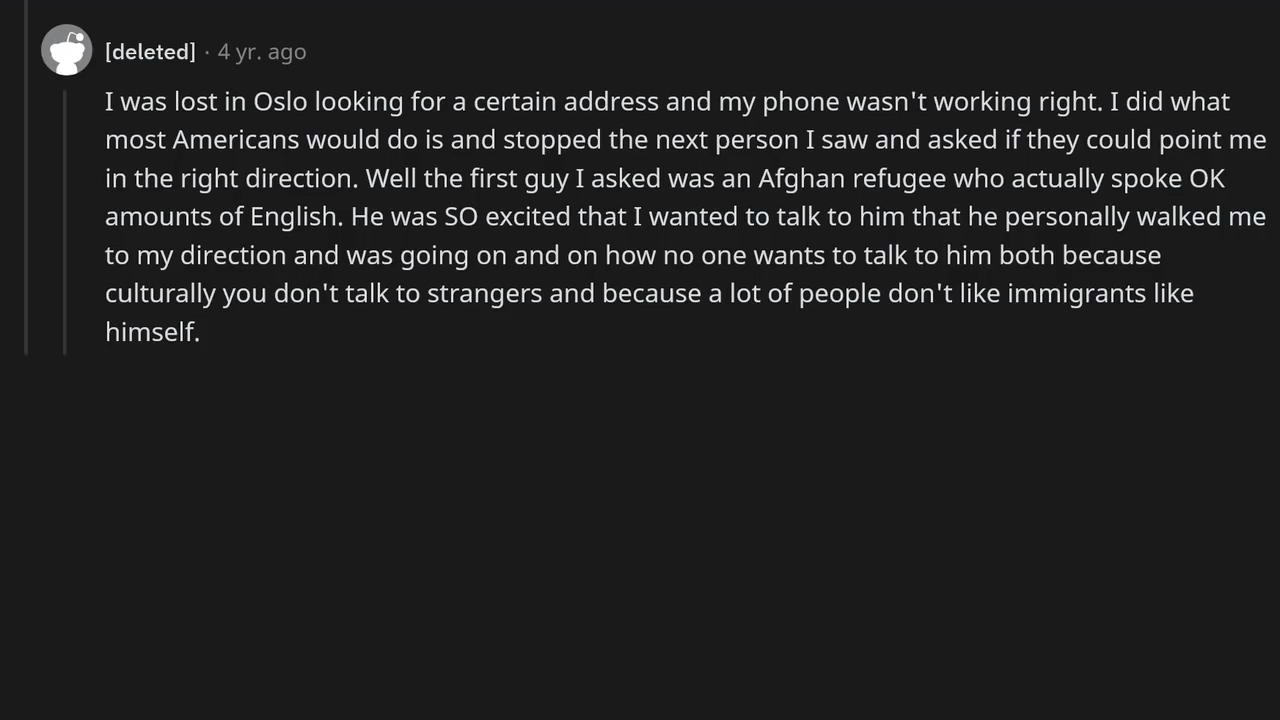 [deleted] · 4 yr. ago
I was lost in Oslo looking for a certain address and my phone wasn't working right. I did what
most Americans would do is and stopped the next person I saw and asked if they could point me
in the right direction. Well the first guy I asked was an Afghan refugee who actually spoke OK
amounts of English. He was SO excited that I wanted to talk to him that he personally walked me
to my direction and was going on and on how no one wants to talk to him both because
culturally you don't talk to strangers and because a lot of people don't like immigrants like
himself.